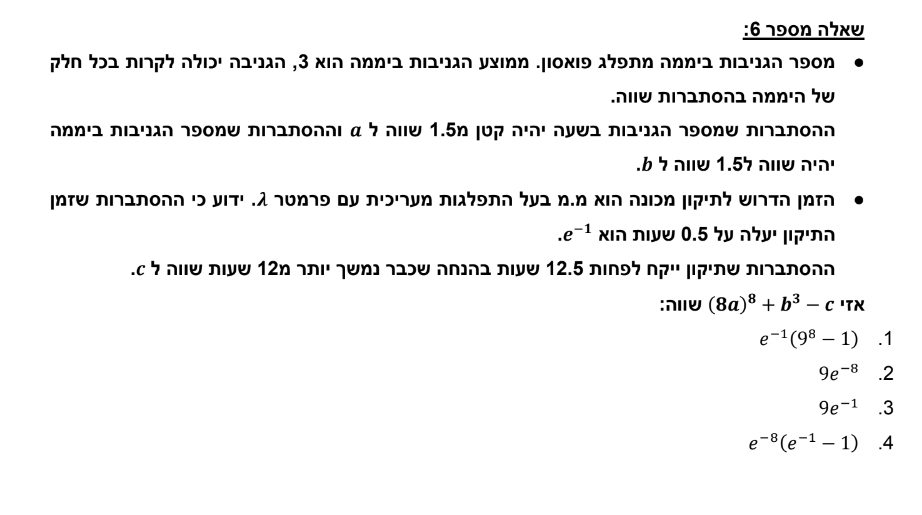 שאלה מספר 6:
• מספר הגניבות ביממה מתפלג פואסון. ממוצע הגניבות ביממה הוא 3, הגניבה יכולה לקרות בכל חלק
של היממה בהסתברות שווה.
ההסתברות שמספר הגניבות בשעה יהיה קטן מ1.5 שווה ל a וההסתברות שמספר הגניבות ביממה
יהיה שווה ל1.5 שווה ל b.
• הזמן הדרוש לתיקון מכונה הוא מ.מ בעל התפלגות מעריכית עם פרמטר λ. ידוע כי ההסתברות שזמן
התיקון יעלה על 0.5 שעות הוא e⁻¹.
ההסתברות שתיקון ייקח לפחות 12.5 שעות בהנחה שכבר נמשך יותר מ12 שעות שווה ל c.
אזי (8a)⁸ + b³ − c שווה:
1. e⁻¹(9⁸ − 1)
2. 9e⁻⁸
3. 9e⁻¹
4. e⁻⁸(e⁻¹ − 1)